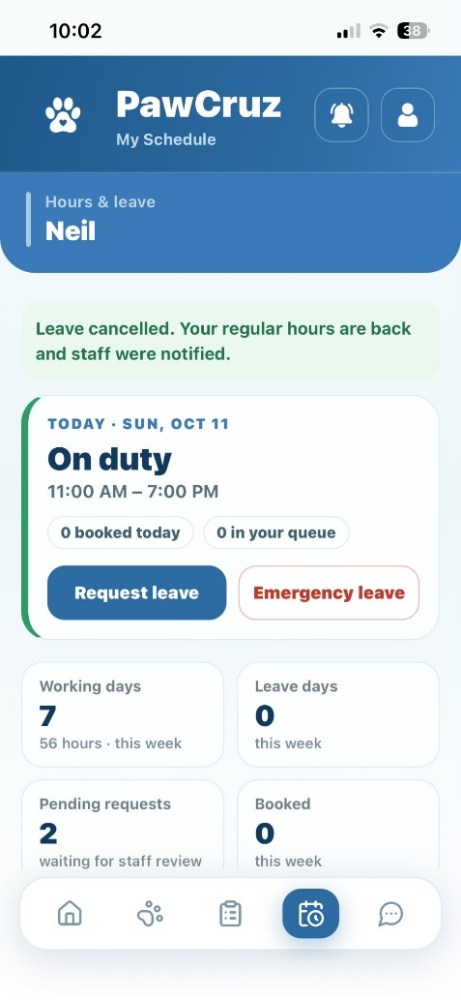 10:02
38
PawCruz
My Schedule
Hours & leave
Neil
Leave cancelled. Your regular hours are back
and staff were notified.
TODAY · SUN, OCT 11
On duty
11:00 AM – 7:00 PM
0 booked today
0 in your queue
Request leave
Emergency leave
Working days
7
56 hours · this week
Leave days
0
this week
Pending requests
2
waiting for staff review
Booked
0
this week